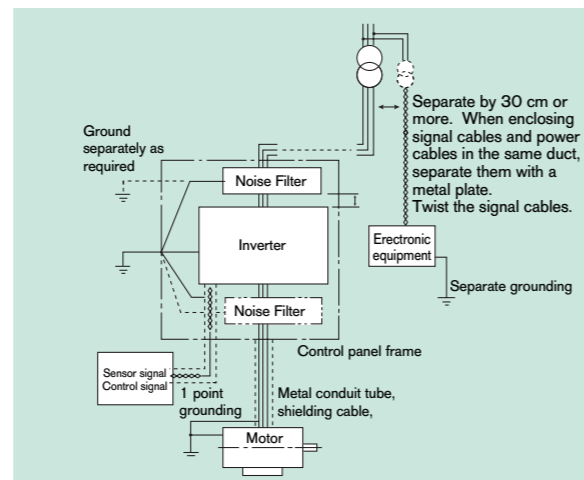 Separate by 30 cm or
more. When enclosing
signal cables and power
cables in the same duct,
separate them with a
metal plate.
Twist the signal cables.
Ground
separately as
required
Noise Filter
Inverter
Erectronic
equipment
Separate grounding
Noise Filter
Control panel frame
Sensor signal
Control signal
1 point
grounding
Metal conduit tube,
shielding cable,
Motor